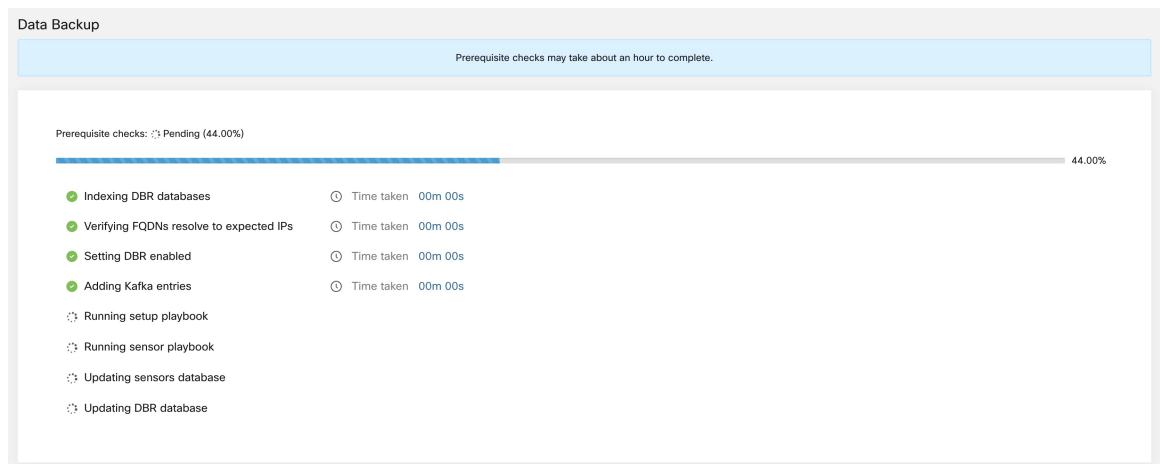 Data Backup
Prerequisite checks may take about an hour to complete.
Prerequisite checks: Pending (44.00%)
44.00%
Indexing DBR databases Time taken 00m 00s
Verifying FQDNs resolve to expected IPs Time taken 00m 00s
Setting DBR enabled Time taken 00m 00s
Adding Kafka entries Time taken 00m 00s
Running setup playbook
Running sensor playbook
Updating sensors database
Updating DBR database